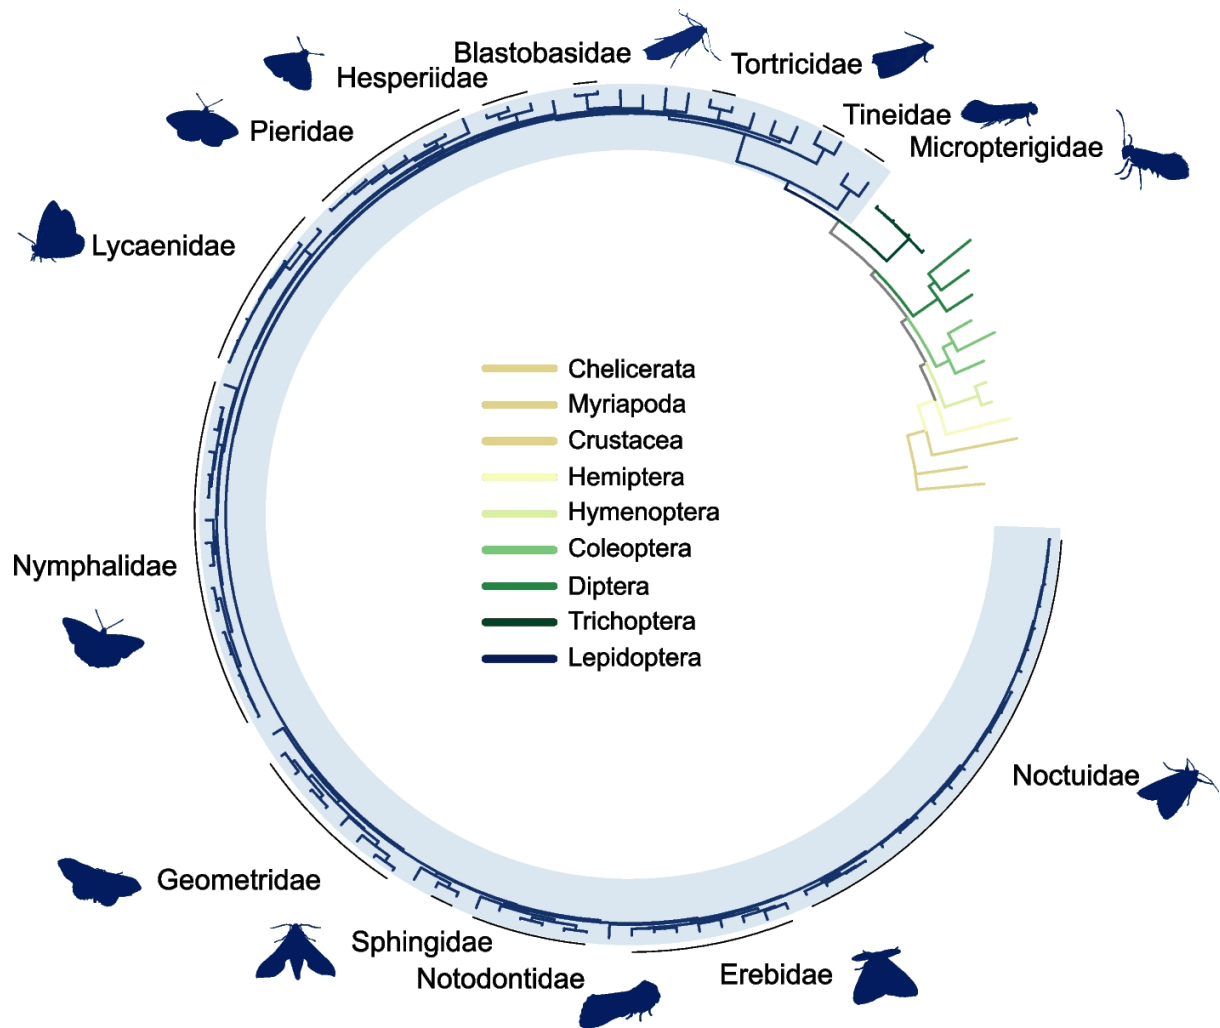 Blastobasidae
Tortricidae
Hesperiidae
Tineidae
Pieridae
Micropterigidae
Lycaenidae
Chelicerata
Myriapoda
Crustacea
Hemiptera
Hymenoptera
Coleoptera
Diptera
Trichoptera
Lepidoptera
Nymphalidae
Noctuidae
Geometridae
Sphingidae
Notodontidae
Erebidae